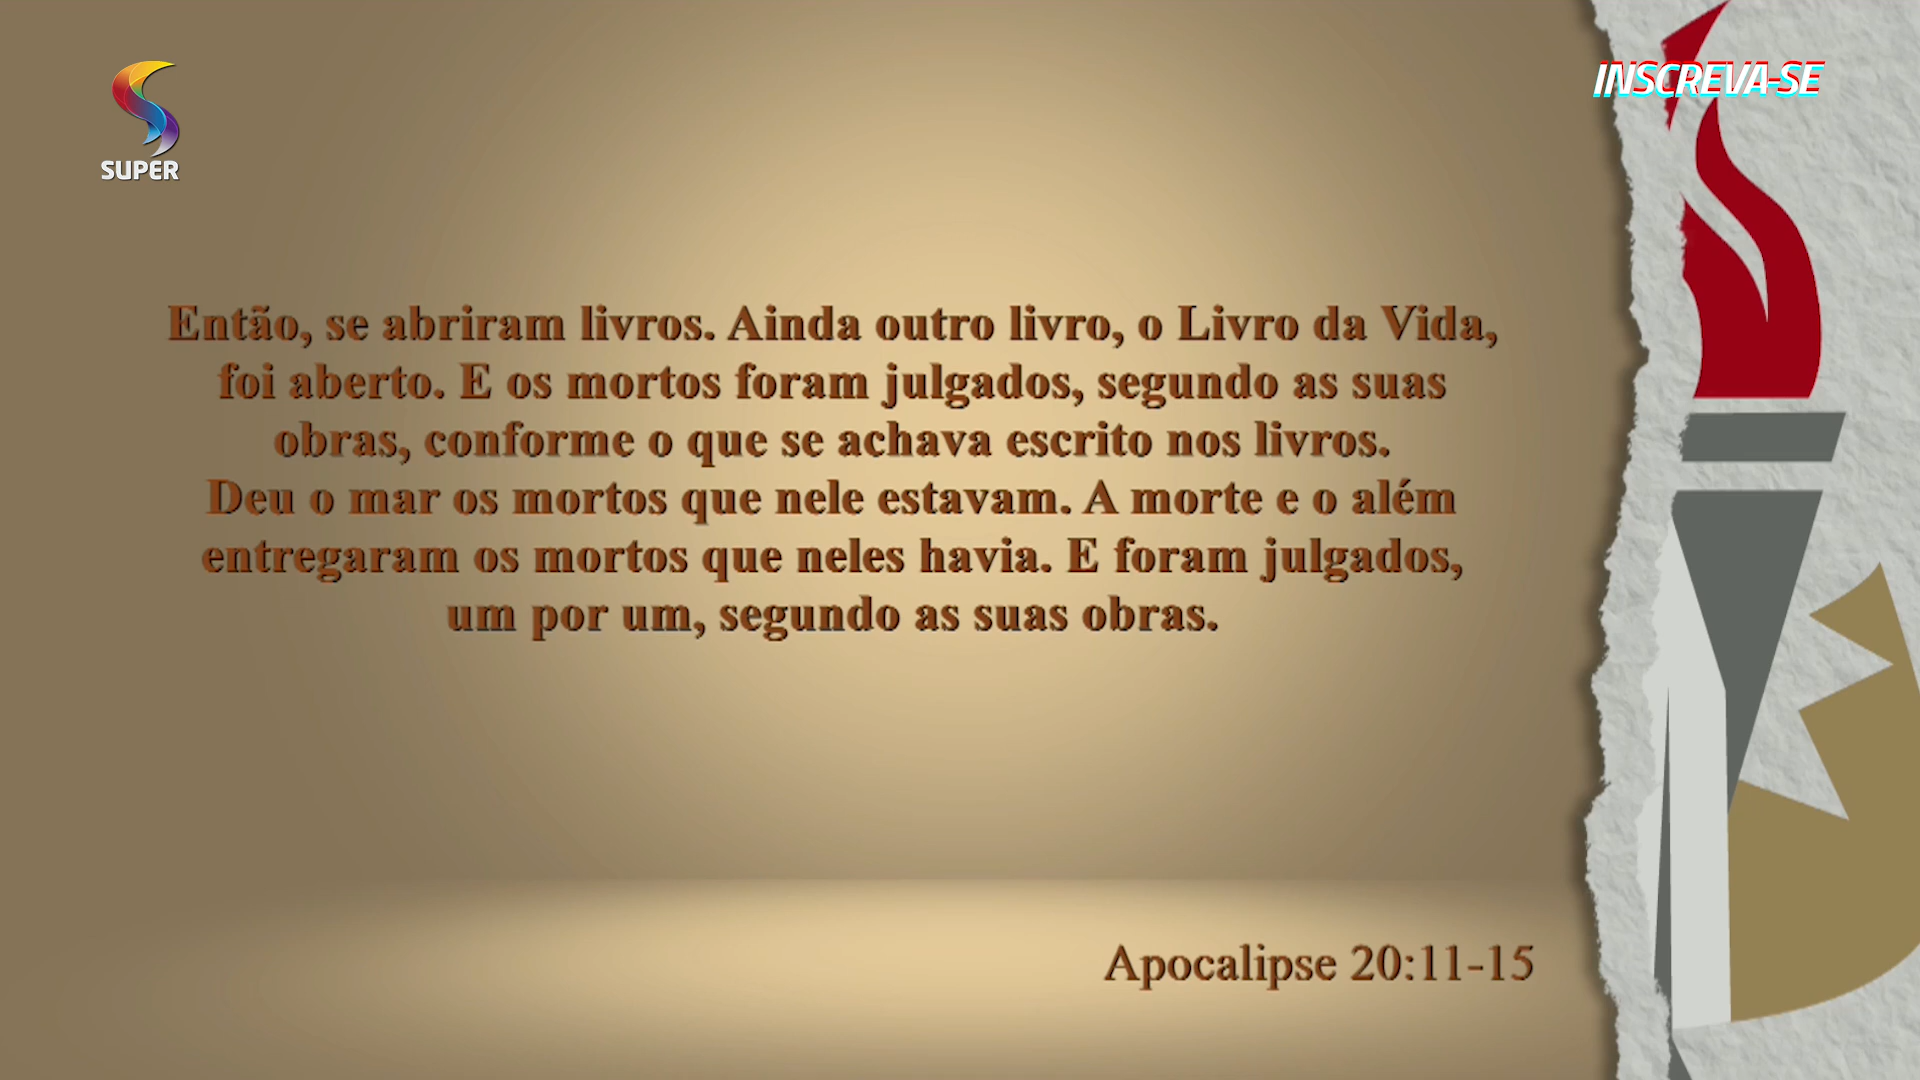 SUPER
INSCREVA-SE
Então, se abriram livros. Ainda outro livro, o Livro da Vida,
foi aberto. E os mortos foram julgados, segundo as suas
obras, conforme o que se achava escrito nos livros.
Deu o mar os mortos que nele estavam. A morte e o além
entregaram os mortos que neles havia. E foram julgados,
um por um, segundo as suas obras.
Apocalipse 20:11-15